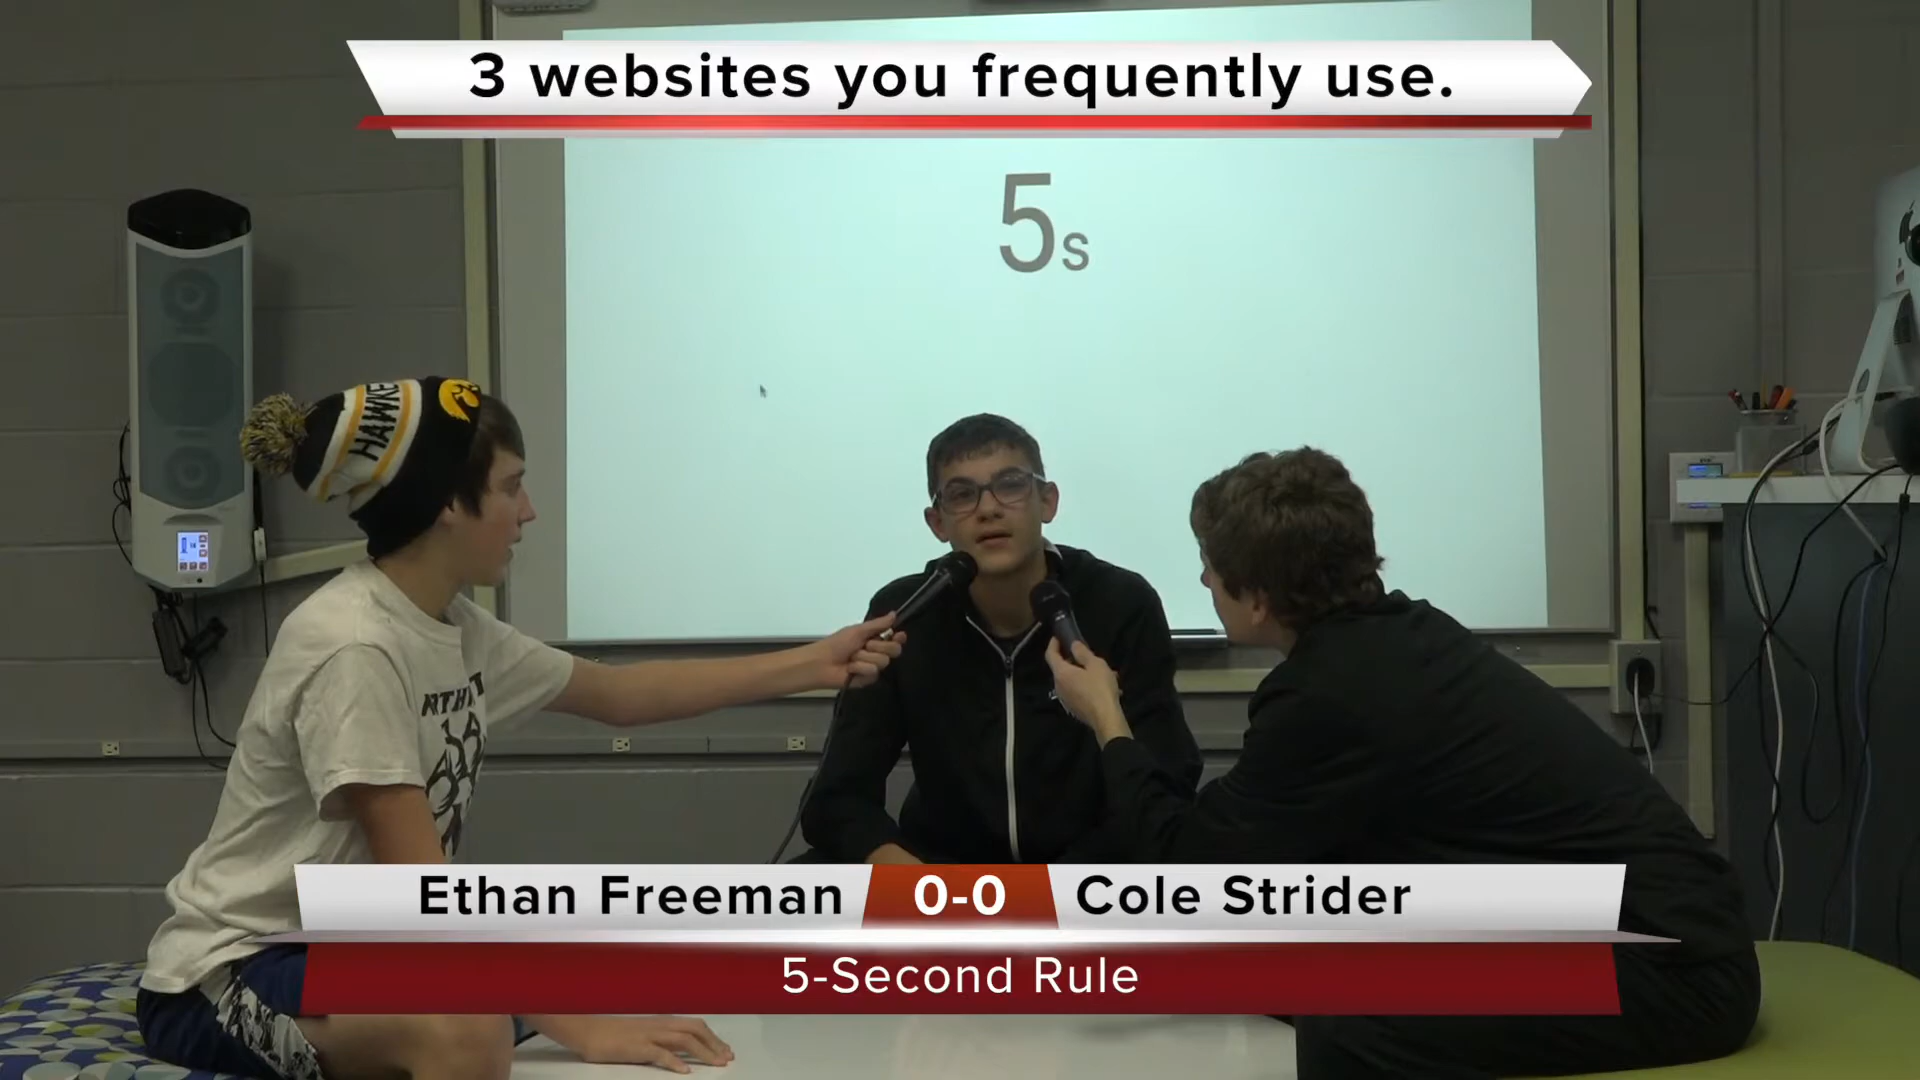 3 websites you frequently use.
5s
HAWKE
Ethan Freeman 0-0 Cole Strider
5-Second Rule